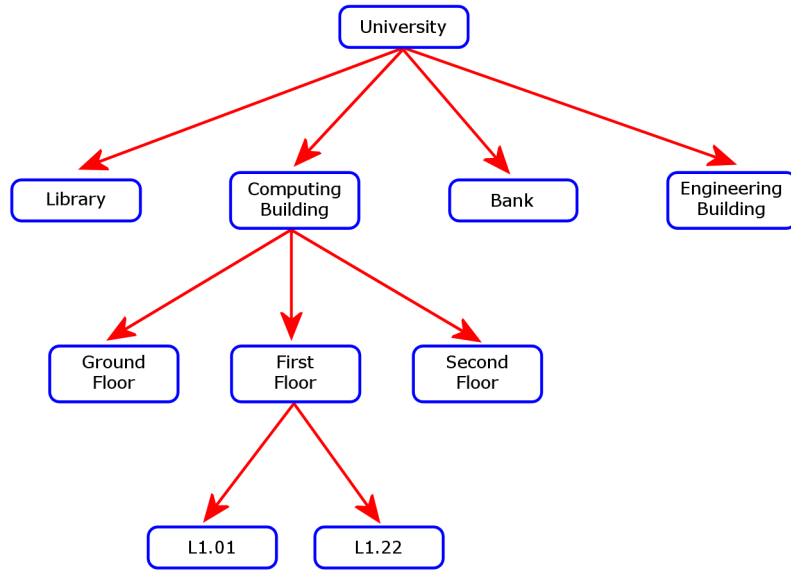 University
Library
Computing
Building
Bank
Engineering
Building
Ground
Floor
First
Floor
Second
Floor
L1.01
L1.22